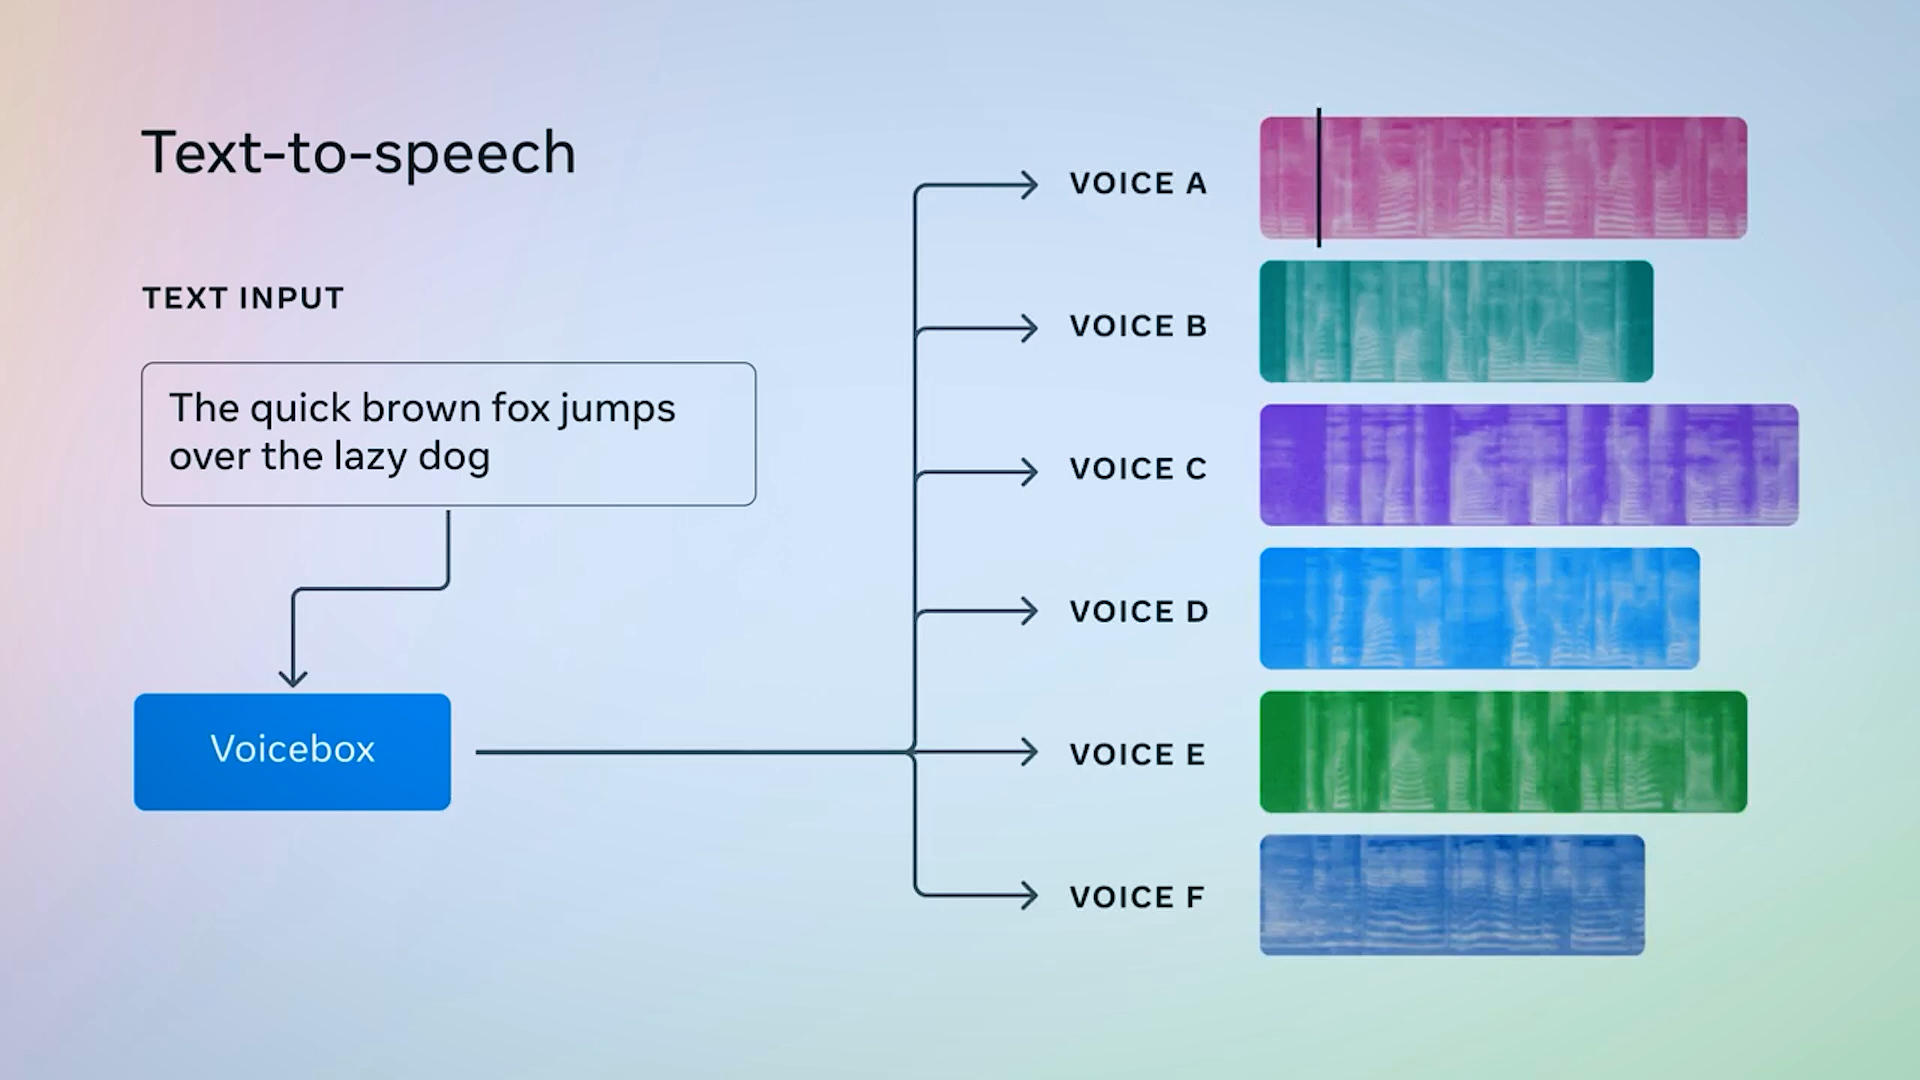 Text-to-speech
TEXT INPUT
The quick brown fox jumps
over the lazy dog
Voicebox
VOICE A
VOICE B
VOICE C
VOICE D
VOICE E
VOICE F